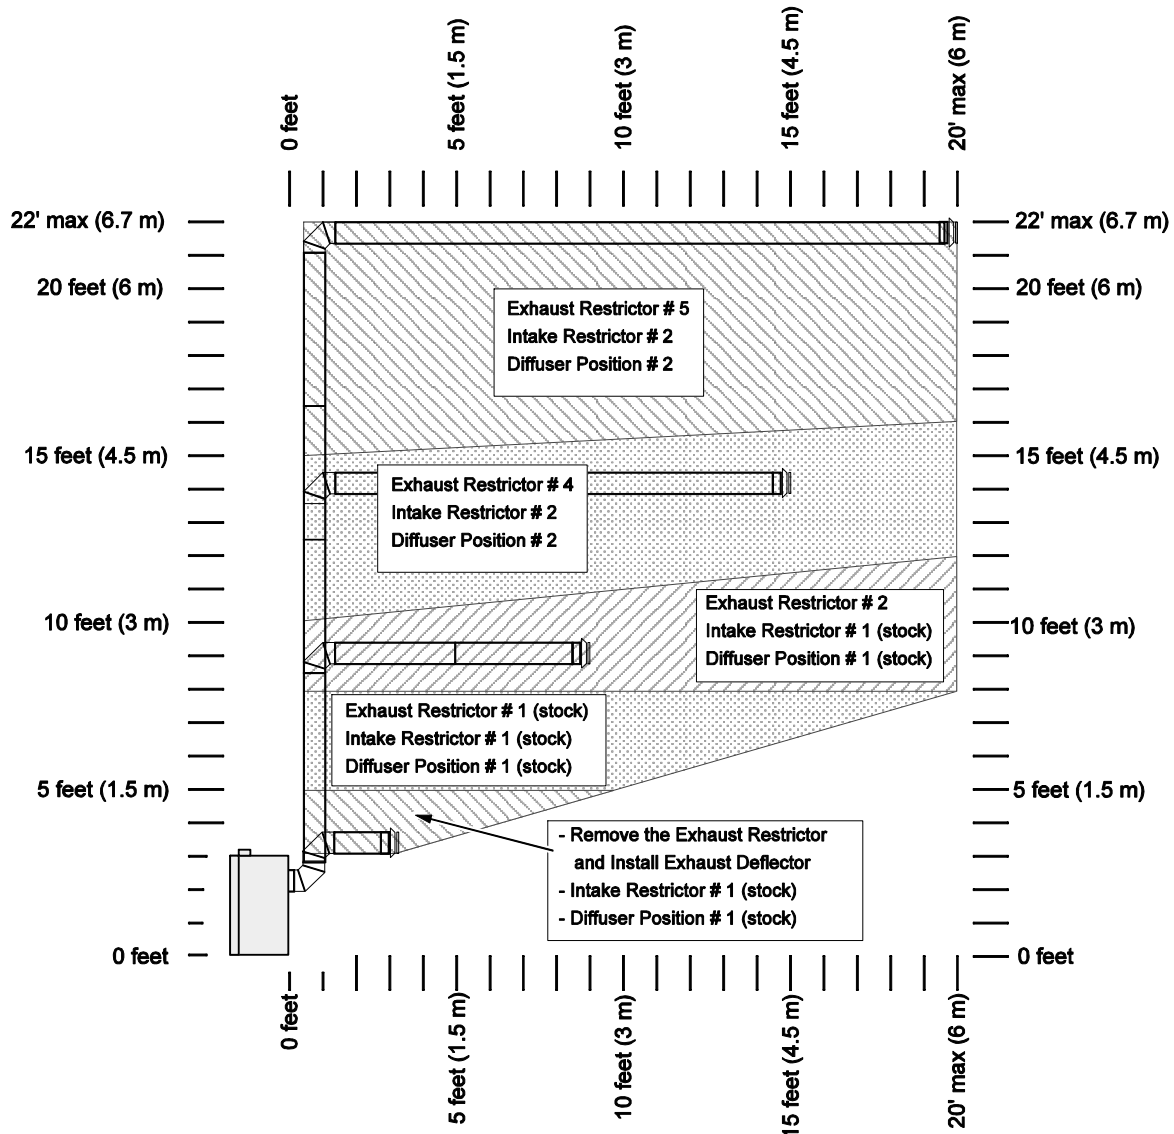 0 feet
5 feet (1.5 m)
10 feet (3 m)
15 feet (4.5 m)
20' max (6 m)
22' max (6.7 m)
22' max (6.7 m)
20 feet (6 m)
20 feet (6 m)
Exhaust Restrictor # 5
Intake Restrictor # 2
Diffuser Position # 2
15 feet (4.5 m)
15 feet (4.5 m)
Exhaust Restrictor # 4
Intake Restrictor # 2
Diffuser Position # 2
10 feet (3 m)
10 feet (3 m)
Exhaust Restrictor # 2
Intake Restrictor # 1 (stock)
Diffuser Position # 1 (stock)
Exhaust Restrictor # 1 (stock)
Intake Restrictor # 1 (stock)
Diffuser Position # 1 (stock)
5 feet (1.5 m)
5 feet (1.5 m)
- Remove the Exhaust Restrictor
and Install Exhaust Deflector
- Intake Restrictor # 1 (stock)
- Diffuser Position # 1 (stock)
0 feet
0 feet
0 feet
5 feet (1.5 m)
10 feet (3 m)
15 feet (4.5 m)
20' max (6 m)